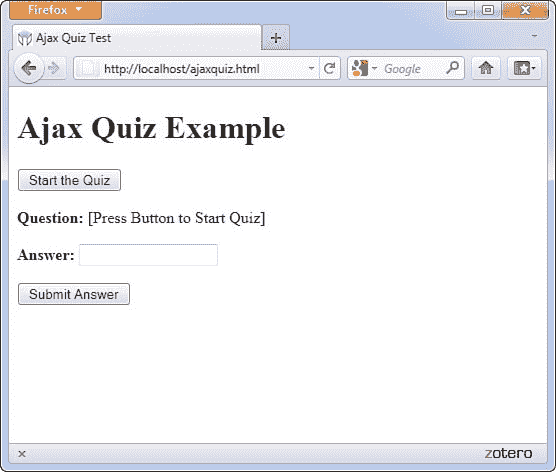 Firefox
Ajax Quiz Test
http://localhost/ajaxquiz.html
Google
Ajax Quiz Example
Start the Quiz
Question: [Press Button to Start Quiz]
Answer:
Submit Answer
zotero